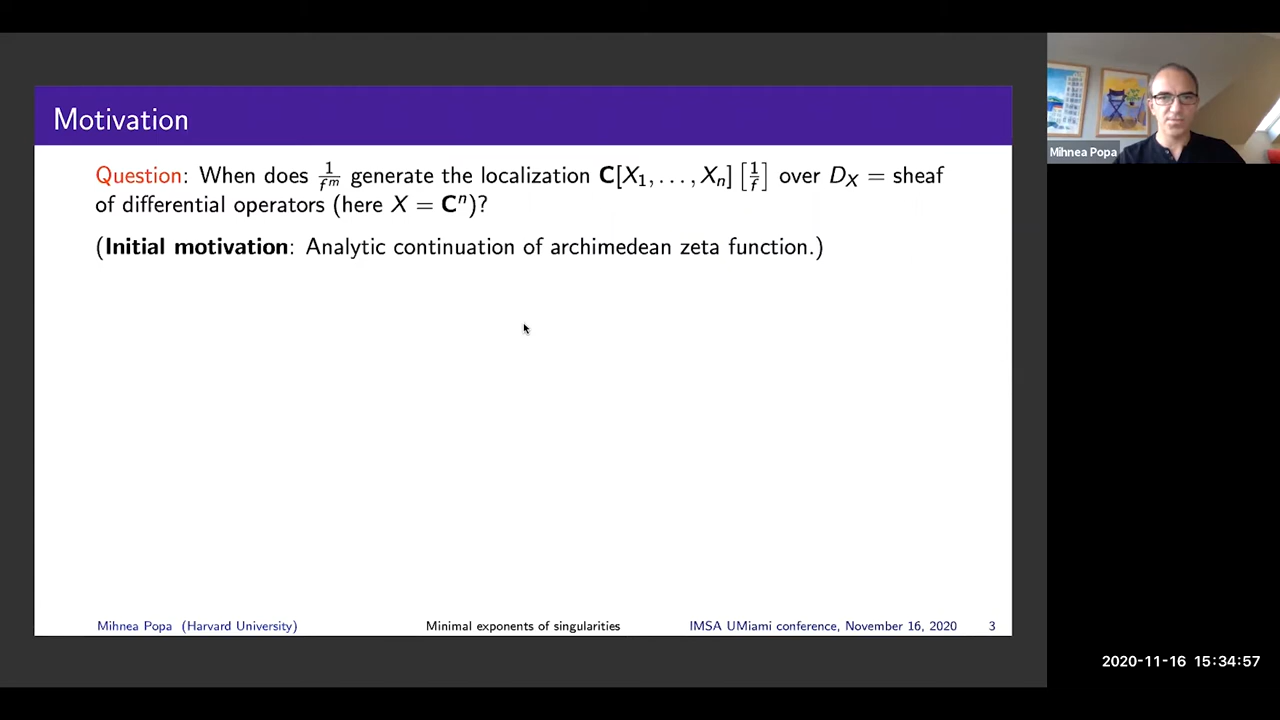 Motivation
Question: When does 1/f^m generate the localization C[X_1, . . . , X_n] [1/f] over D_X = sheaf
of differential operators (here X = C^n)?
(Initial motivation: Analytic continuation of archimedean zeta function.)
Mihnea Popa (Harvard University) Minimal exponents of singularities IMSA UMiami conference, November 16, 2020 3
Mihnea Popa
2020-11-16 15:34:57